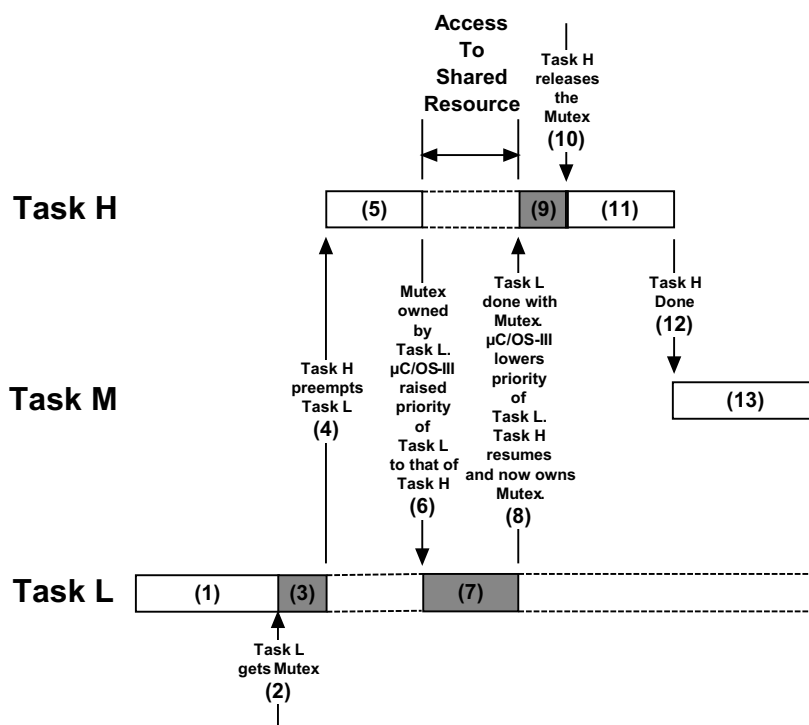 Access
To
Shared
Resource
Task H
releases
the
Mutex
(10)
Task H
(5)
(9)
(11)
Task H
preempts
Task L
(4)
Mutex
owned
by
Task L.
µC/OS-III
raised
priority
of
Task L
to that of
Task H
(6)
Task L
done with
Mutex.
µC/OS-III
lowers
priority
of
Task L.
Task H
resumes
and now owns
Mutex.
(8)
Task H
Done
(12)
Task M
(13)
Task L
(1)
(3)
(7)
Task L
gets Mutex
(2)